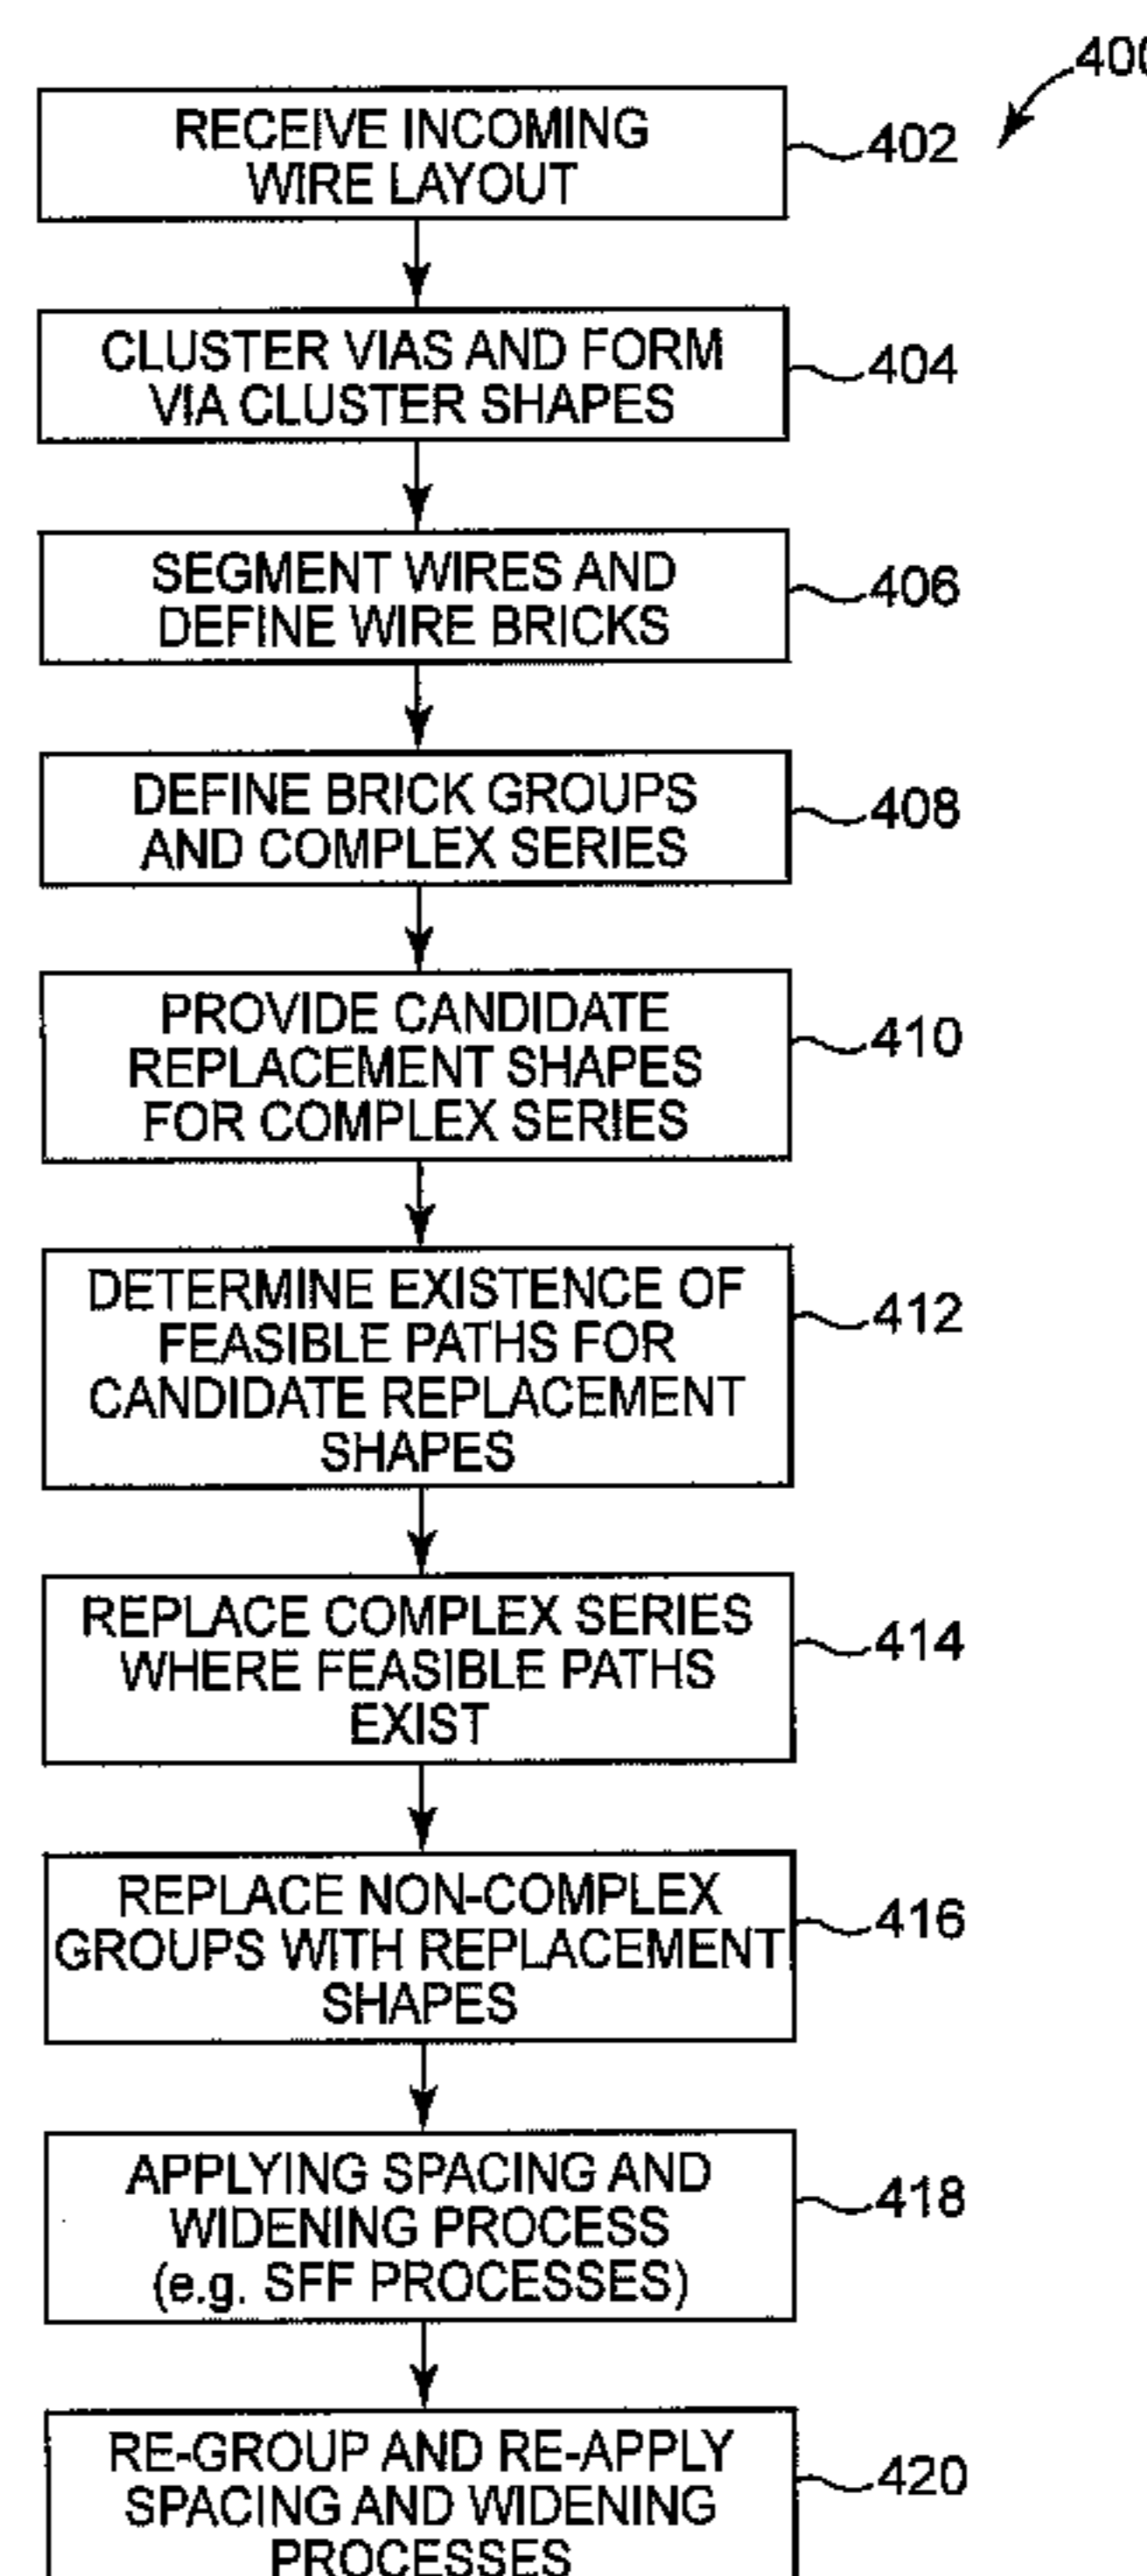 400
RECEIVE INCOMING
WIRE LAYOUT
402
CLUSTER VIAS AND FORM
VIA CLUSTER SHAPES
404
SEGMENT WIRES AND
DEFINE WIRE BRICKS
406
DEFINE BRICK GROUPS
AND COMPLEX SERIES
408
PROVIDE CANDIDATE
REPLACEMENT SHAPES
FOR COMPLEX SERIES
410
DETERMINE EXISTENCE OF
FEASIBLE PATHS FOR
CANDIDATE REPLACEMENT
SHAPES
412
REPLACE COMPLEX SERIES
WHERE FEASIBLE PATHS
EXIST
414
REPLACE NON-COMPLEX
GROUPS WITH REPLACEMENT
SHAPES
416
APPLYING SPACING AND
WIDENING PROCESS
(e.g. SFF PROCESSES)
418
RE-GROUP AND RE-APPLY
SPACING AND WIDENING
PROCESSES
420